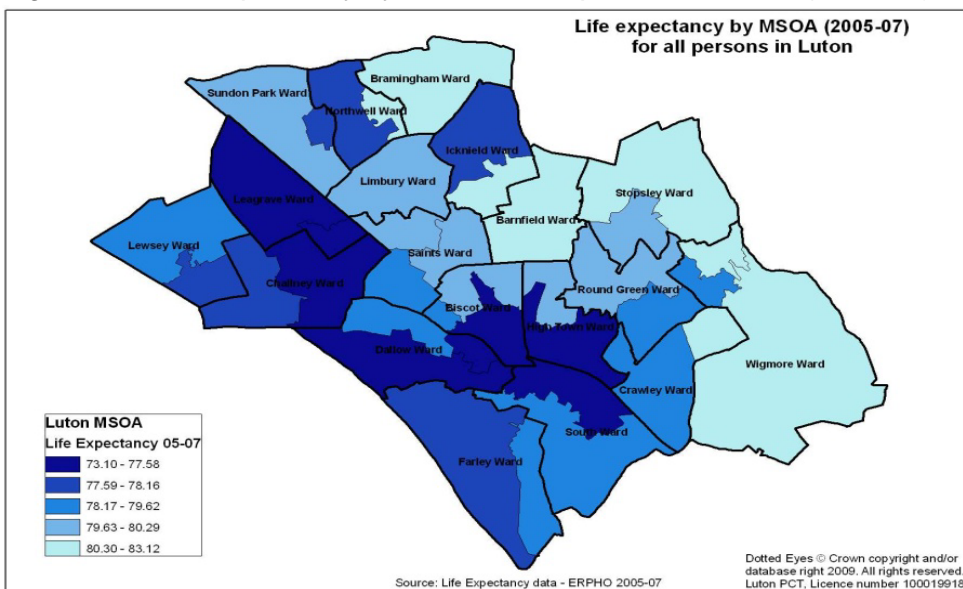 Life expectancy by MSOA (2005-07)
for all persons in Luton
Bramingham Ward
Sundon Park Ward
Northwell Ward
Icknield Ward
Limbury Ward
Stopsley Ward
Leagrave Ward
Barnfield Ward
Lewsey Ward
Saints Ward
Challney Ward
Round Green Ward
Biscot Ward
High Town Ward
Dallow Ward
Wigmore Ward
Crawley Ward
South Ward
Farley Ward
Luton MSOA
Life Expectancy 05-07
73.10 - 77.58
77.59 - 78.16
78.17 - 79.62
79.63 - 80.29
80.30 - 83.12
Source: Life Expectancy data - ERPHO 2005-07
Dotted Eyes © Crown copyright and/or
database right 2009. All rights reserved.
Luton PCT, Licence number 100019918